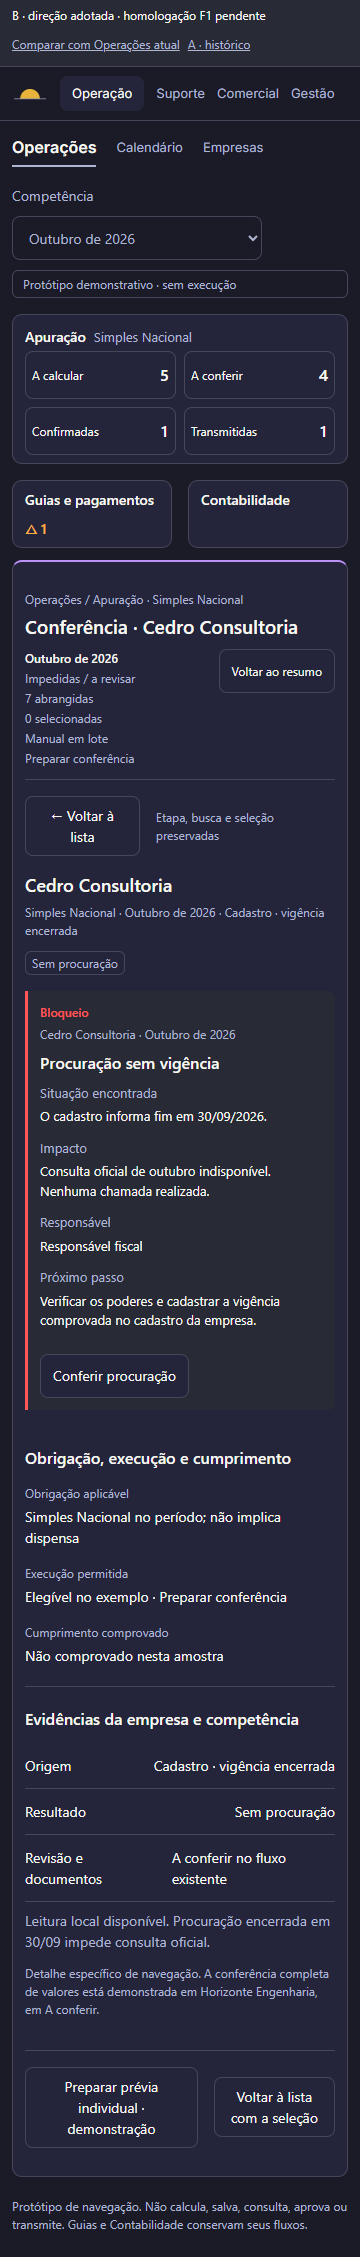 B · direção adotada · homologação F1 pendente
Comparar com Operações atual A · histórico
Operação Suporte Comercial Gestão
Operações Calendário Empresas
Competência
Outubro de 2026
Protótipo demonstrativo · sem execução
Apuração Simples Nacional
A calcular 5
A conferir 4
Confirmadas 1
Transmitidas 1
Guias e pagamentos
△ 1
Contabilidade
Operações / Apuração · Simples Nacional
Conferência · Cedro Consultoria
Outubro de 2026
Impedidas / a revisar
7 abrangidas
0 selecionadas
Manual em lote
Preparar conferência
Voltar ao resumo
← Voltar à
lista
Etapa, busca e seleção
preservadas
Cedro Consultoria
Simples Nacional · Outubro de 2026 · Cadastro · vigência
encerrada
Sem procuração
Bloqueio
Cedro Consultoria · Outubro de 2026
Procuração sem vigência
Situação encontrada
O cadastro informa fim em 30/09/2026.
Impacto
Consulta oficial de outubro indisponível.
Nenhuma chamada realizada.
Responsável
Responsável fiscal
Próximo passo
Verificar os poderes e cadastrar a vigência
comprovada no cadastro da empresa.
Conferir procuração
Obrigação, execução e cumprimento
Obrigação aplicável
Simples Nacional no período; não implica
dispensa
Execução permitida
Elegível no exemplo · Preparar conferência
Cumprimento comprovado
Não comprovado nesta amostra
Evidências da empresa e competência
Origem Cadastro · vigência encerrada
Resultado Sem procuração
Revisão e
documentos
A conferir no fluxo
existente
Leitura local disponível. Procuração encerrada em
30/09 impede consulta oficial.
Detalhe específico de navegação. A conferência completa
de valores está demonstrada em Horizonte Engenharia,
em A conferir.
Preparar prévia
individual ·
demonstração
Voltar à lista
com a seleção
Protótipo de navegação. Não calcula, salva, consulta, aprova ou
transmite. Guias e Contabilidade conservam seus fluxos.